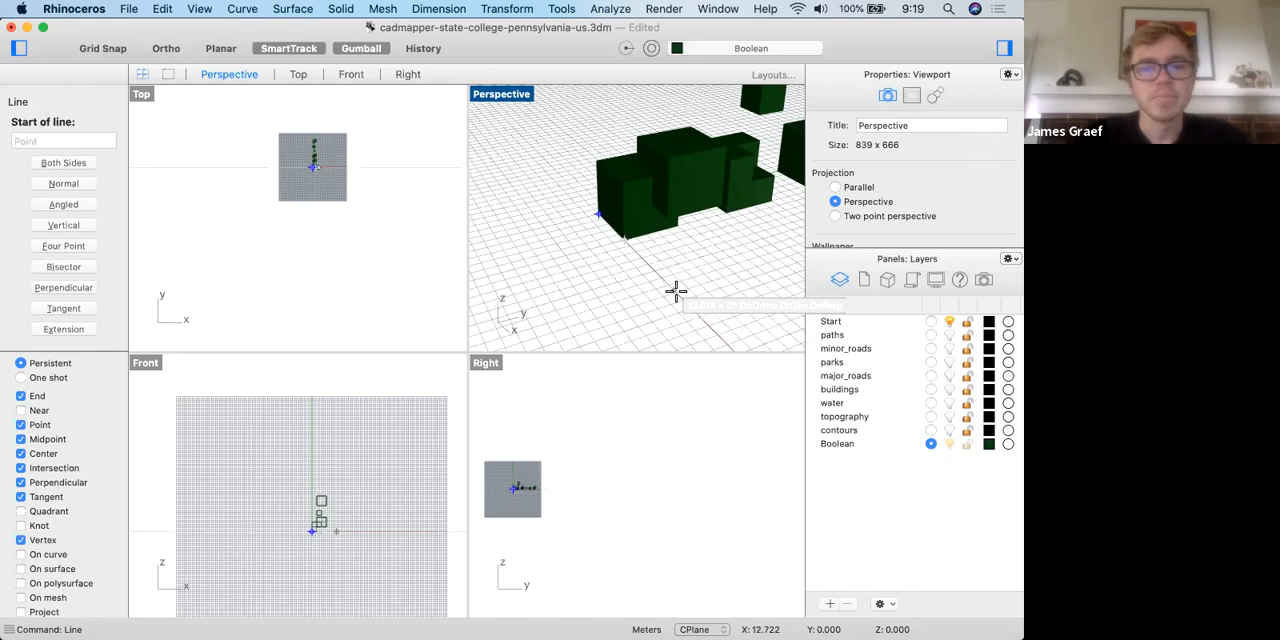 Rhinoceros File Edit View Curve Surface Solid Mesh Dimension Transform Tools Analyze Render Window Help 100% 9:19
cadmapper-state-college-pennsylvania-us.3dm — Edited
Grid Snap Ortho Planar SmartTrack Gumball History Boolean
Perspective Top Front Right Layouts... Properties: Viewport
Line
Start of line:
Point
Both Sides
Normal
Angled
Vertical
Four Point
Bisector
Perpendicular
Tangent
Extension
Persistent
One shot
End
Near
Point
Midpoint
Center
Intersection
Perpendicular
Tangent
Quadrant
Knot
Vertex
On curve
On surface
On polysurface
On mesh
Project
Top
y
x
Perspective
z
y
x
Front
z
x
Right
z
y
Title: Perspective
Size: 839 x 666
Projection
Parallel
Perspective
Two point perspective
Wallpaper
Panels: Layers
Start
paths
minor_roads
parks
major_roads
buildings
water
topography
contours
Boolean
Command: Line Meters CPlane X: 12.722 Y: 0.000 Z: 0.000
James Graef